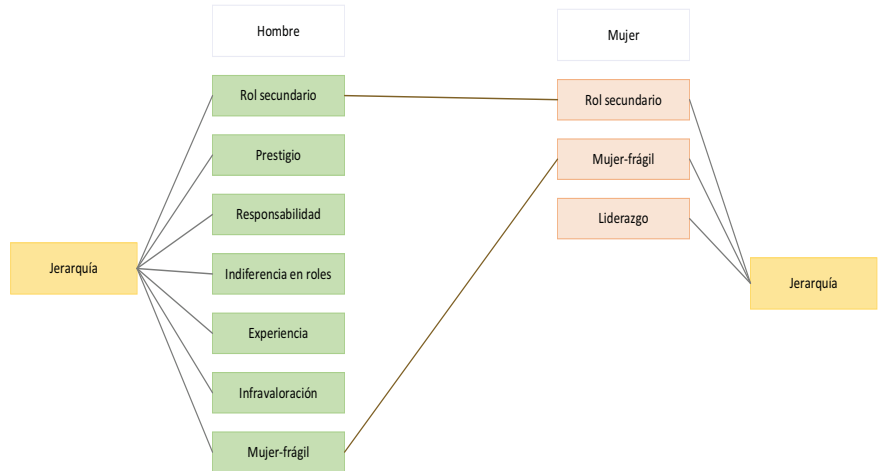 Hombre
Mujer
Rol secundario
Rol secundario
Prestigio
Mujer-frágil
Responsabilidad
Liderazgo
Jerarquía
Indiferencia en roles
Jerarquía
Experiencia
Infravaloración
Mujer-frágil